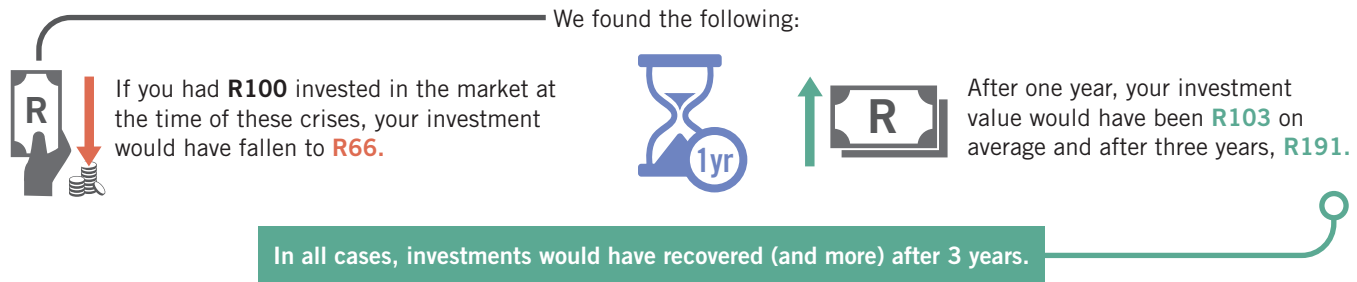 We found the following:
R
If you had R100 invested in the market at
the time of these crises, your investment
would have fallen to R66.
1yr
R
After one year, your investment
value would have been R103 on
average and after three years, R191.
In all cases, investments would have recovered (and more) after 3 years.